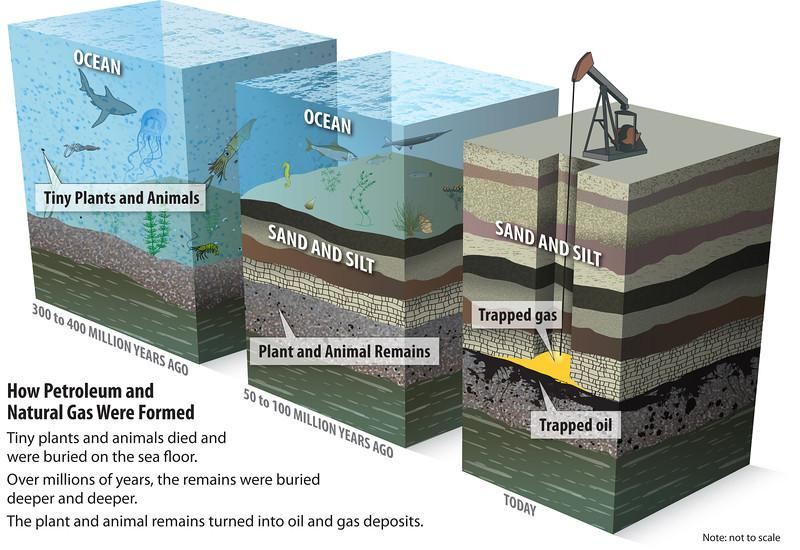 OCEAN
Tiny Plants and Animals
300 to 400 MILLION YEARS AGO
OCEAN
SAND AND SILT
Plant and Animal Remains
50 to 100 MILLION YEARS AGO
SAND AND SILT
Trapped gas
Trapped oil
TODAY
How Petroleum and
Natural Gas Were Formed
Tiny plants and animals died and
were buried on the sea floor.
Over millions of years, the remains were buried
deeper and deeper.
The plant and animal remains turned into oil and gas deposits.
Note: not to scale